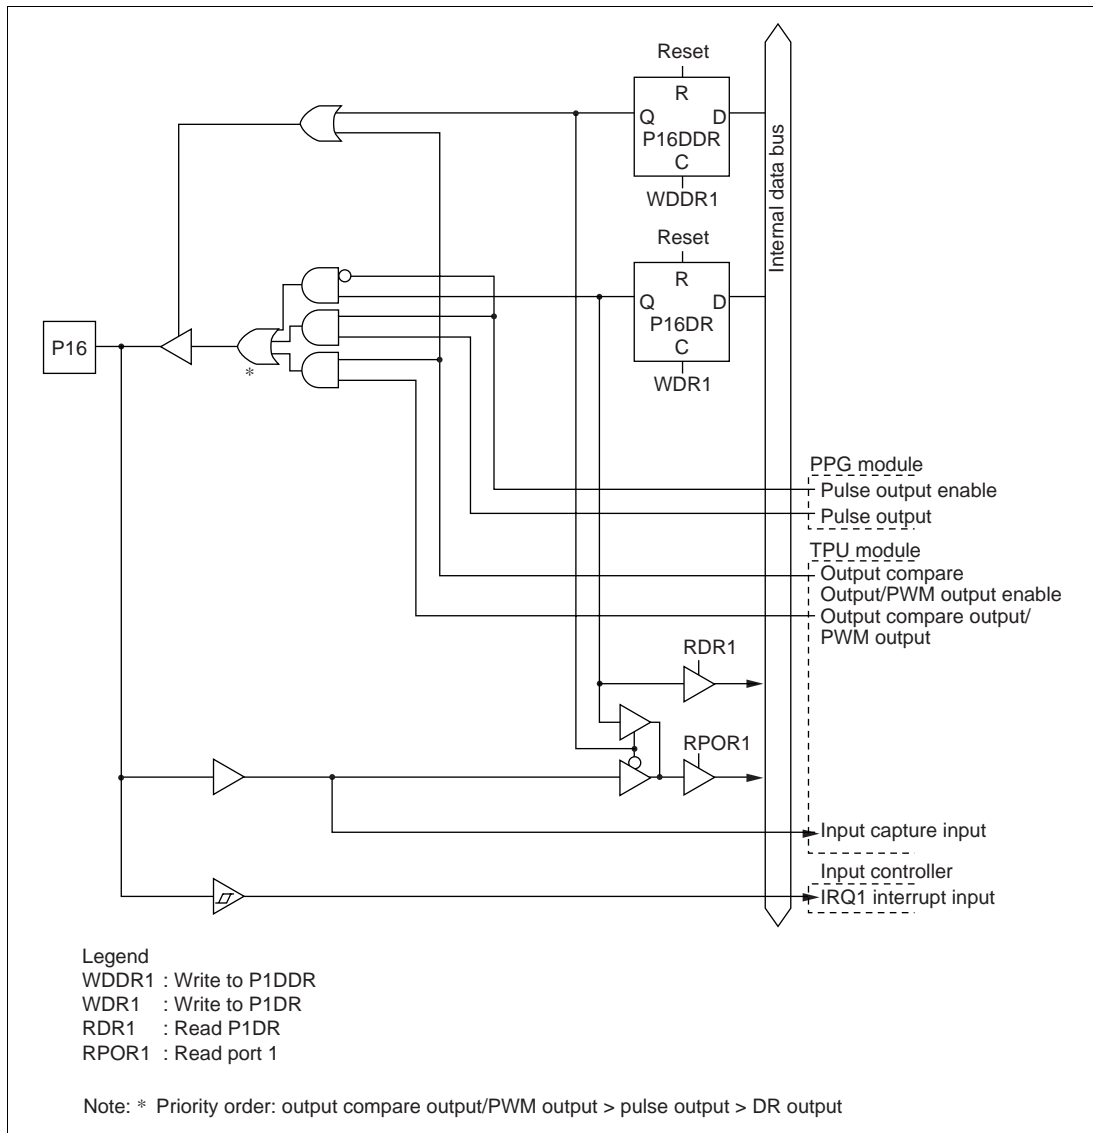 Reset
R
Q D
P16DDR
C
WDDR1
Internal data bus
Reset
R
Q D
P16DR
C
WDR1
P16
*
PPG module
Pulse output enable
Pulse output
TPU module
Output compare
Output/PWM output enable
Output compare output/
PWM output
RDR1
RPOR1
Input capture input
Input controller
IRQ1 interrupt input
Legend
WDDR1 : Write to P1DDR
WDR1 : Write to P1DR
RDR1 : Read P1DR
RPOR1 : Read port 1
Note: * Priority order: output compare output/PWM output > pulse output > DR output